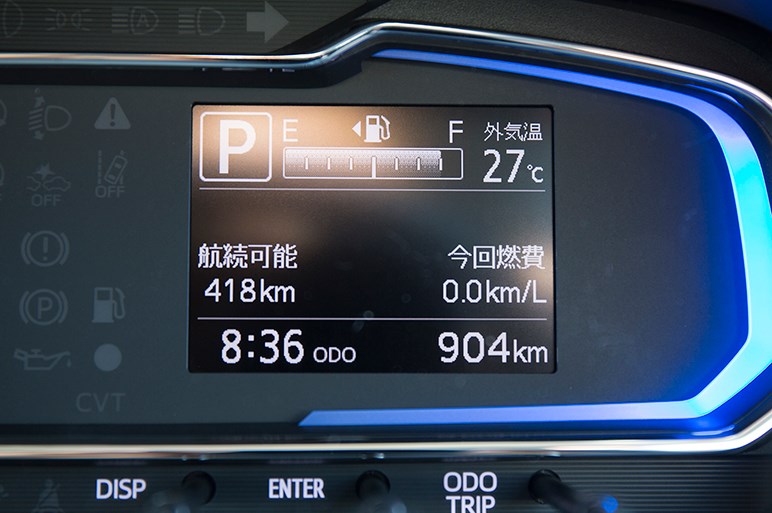 P E F 外気温
27℃
航続可能 今回燃費
418km 0.0km/L
8:36 ODO 904km
OFF OFF
CVT
DISP ENTER ODO
TRIP